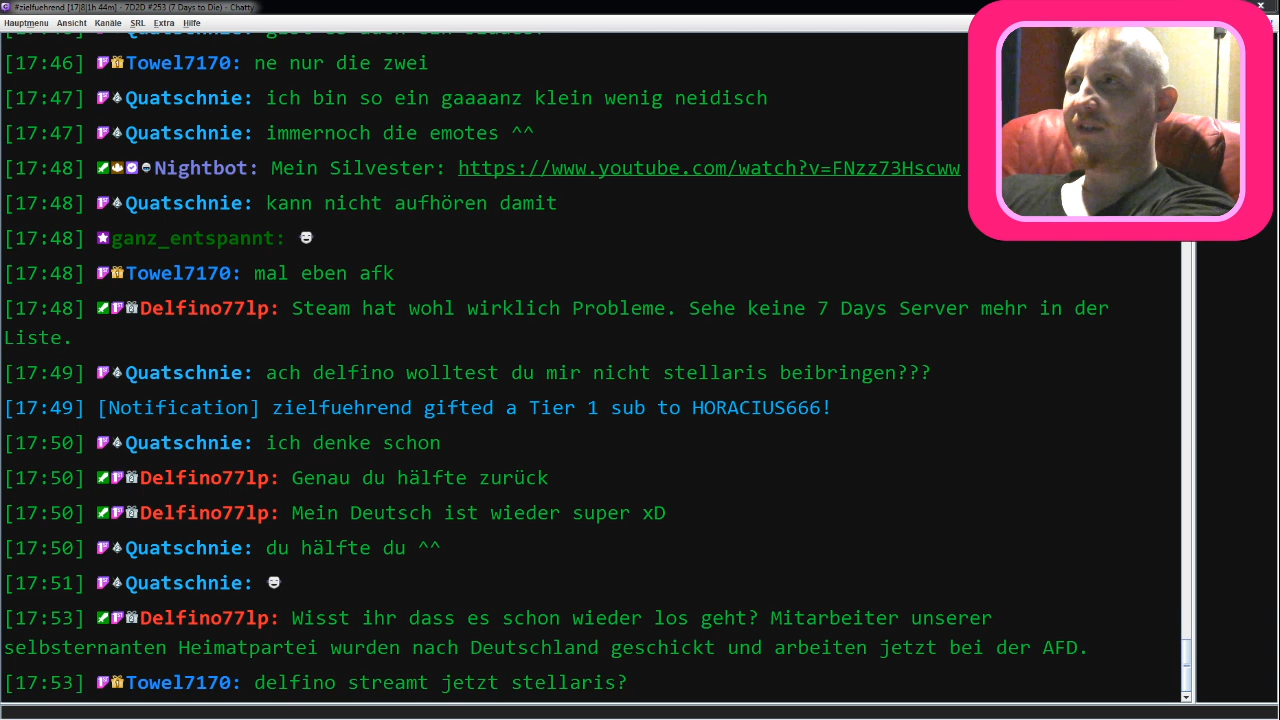 #zielfuehrend [17|8|1h 44m] - 7D2D #253 (7 Days to Die) - Chatty
Hauptmenu Ansicht Kanäle SRL Extra Hilfe
[17:46] Towel7170: ne nur die zwei
[17:47] Quatschnie: ich bin so ein gaaaanz klein wenig neidisch
[17:47] Quatschnie: immernoch die emotes ^^
[17:48] Nightbot: Mein Silvester: https://www.youtube.com/watch?v=FNzz73Hscww
[17:48] Quatschnie: kann nicht aufhören damit
[17:48] ganz_entspannt:
[17:48] Towel7170: mal eben afk
[17:48] Delfino77lp: Steam hat wohl wirklich Probleme. Sehe keine 7 Days Server mehr in der
Liste.
[17:49] Quatschnie: ach delfino wolltest du mir nicht stellaris beibringen???
[17:49] [Notification] zielfuehrend gifted a Tier 1 sub to HORACIUS666!
[17:50] Quatschnie: ich denke schon
[17:50] Delfino77lp: Genau du hälfte zurück
[17:50] Delfino77lp: Mein Deutsch ist wieder super xD
[17:50] Quatschnie: du hälfte du ^^
[17:51] Quatschnie:
[17:53] Delfino77lp: Wisst ihr dass es schon wieder los geht? Mitarbeiter unserer
selbsternanten Heimatpartei wurden nach Deutschland geschickt und arbeiten jetzt bei der AFD.
[17:53] Towel7170: delfino streamt jetzt stellaris?